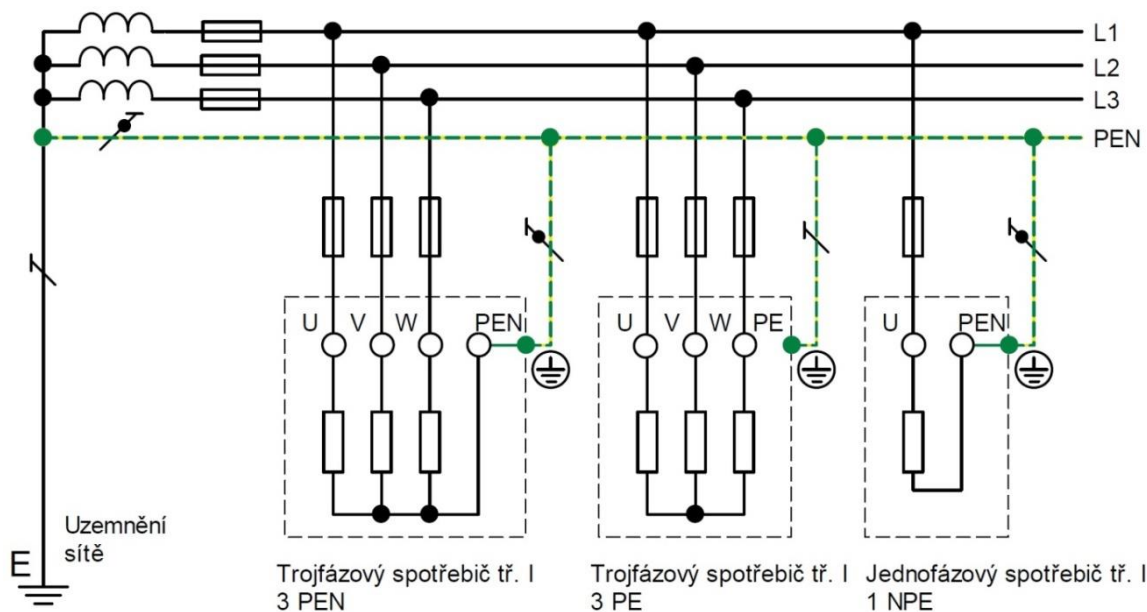 L1
L2
L3
PEN
U V W PEN
U V W PE
U PEN
Uzemnění
sítě
E
Trojfázový spotřebič tř. I
3 PEN
Trojfázový spotřebič tř. I
3 PE
Jednofázový spotřebič tř. I
1 NPE